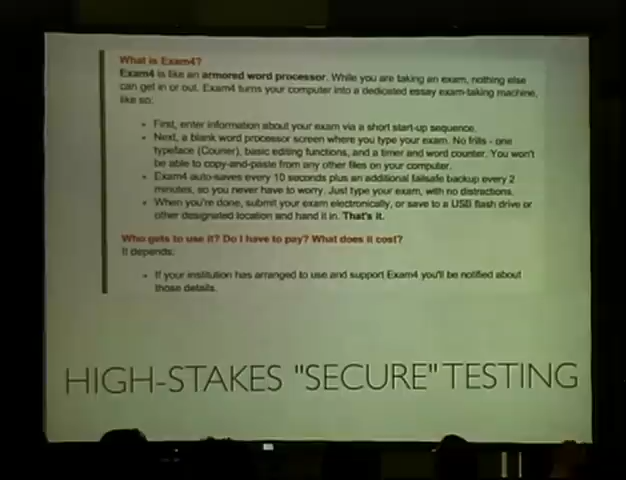 What is Exam4?
Exam4 is like an armored word processor. While you are taking an exam, nothing else
can get in or out. Exam4 turns your computer into a dedicated essay exam-taking machine,
like so:
• First, enter information about your exam via a short start-up sequence.
• Next, a blank word processor screen where you type your exam. No frills - one
typeface (Courier), basic editing functions, and a timer and word counter. You won't
be able to copy-and-paste from any other files on your computer.
• Exam4 auto-saves every 10 seconds plus an additional failsafe backup every 2
minutes, so you never have to worry. Just type your exam, with no distractions.
• When you're done, submit your exam electronically, or save to a USB flash drive or
other designated location and hand it in. That's it.
Who gets to use it? Do I have to pay? What does it cost?
It depends:
• If your institution has arranged to use and support Exam4 you'll be notified about
those details.
HIGH-STAKES "SECURE" TESTING